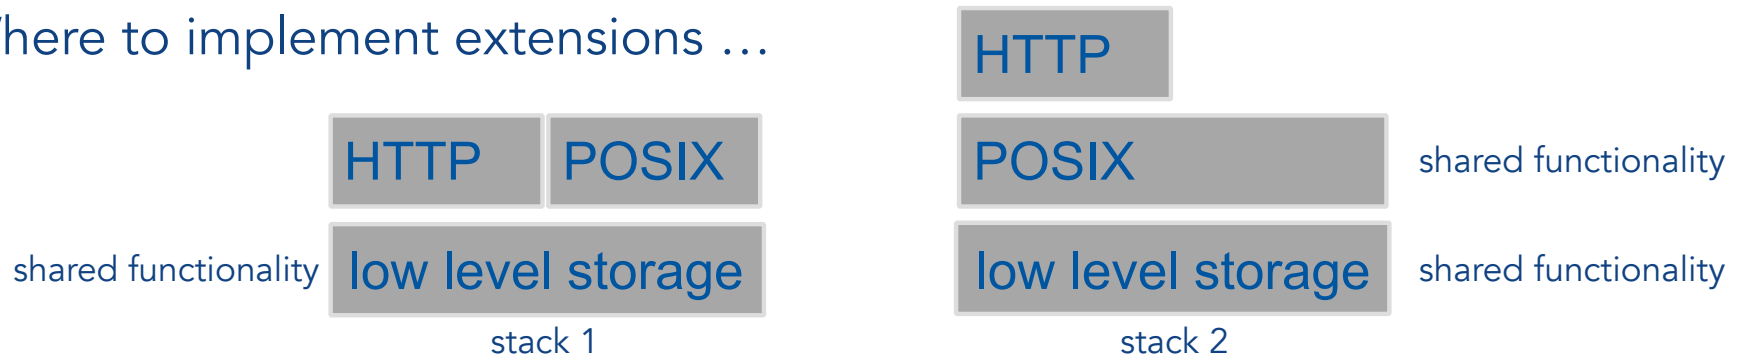 here to implement extensions …
HTTP
HTTP POSIX
POSIX
shared functionality
shared functionality
low level storage
low level storage
shared functionality
stack 1
stack 2